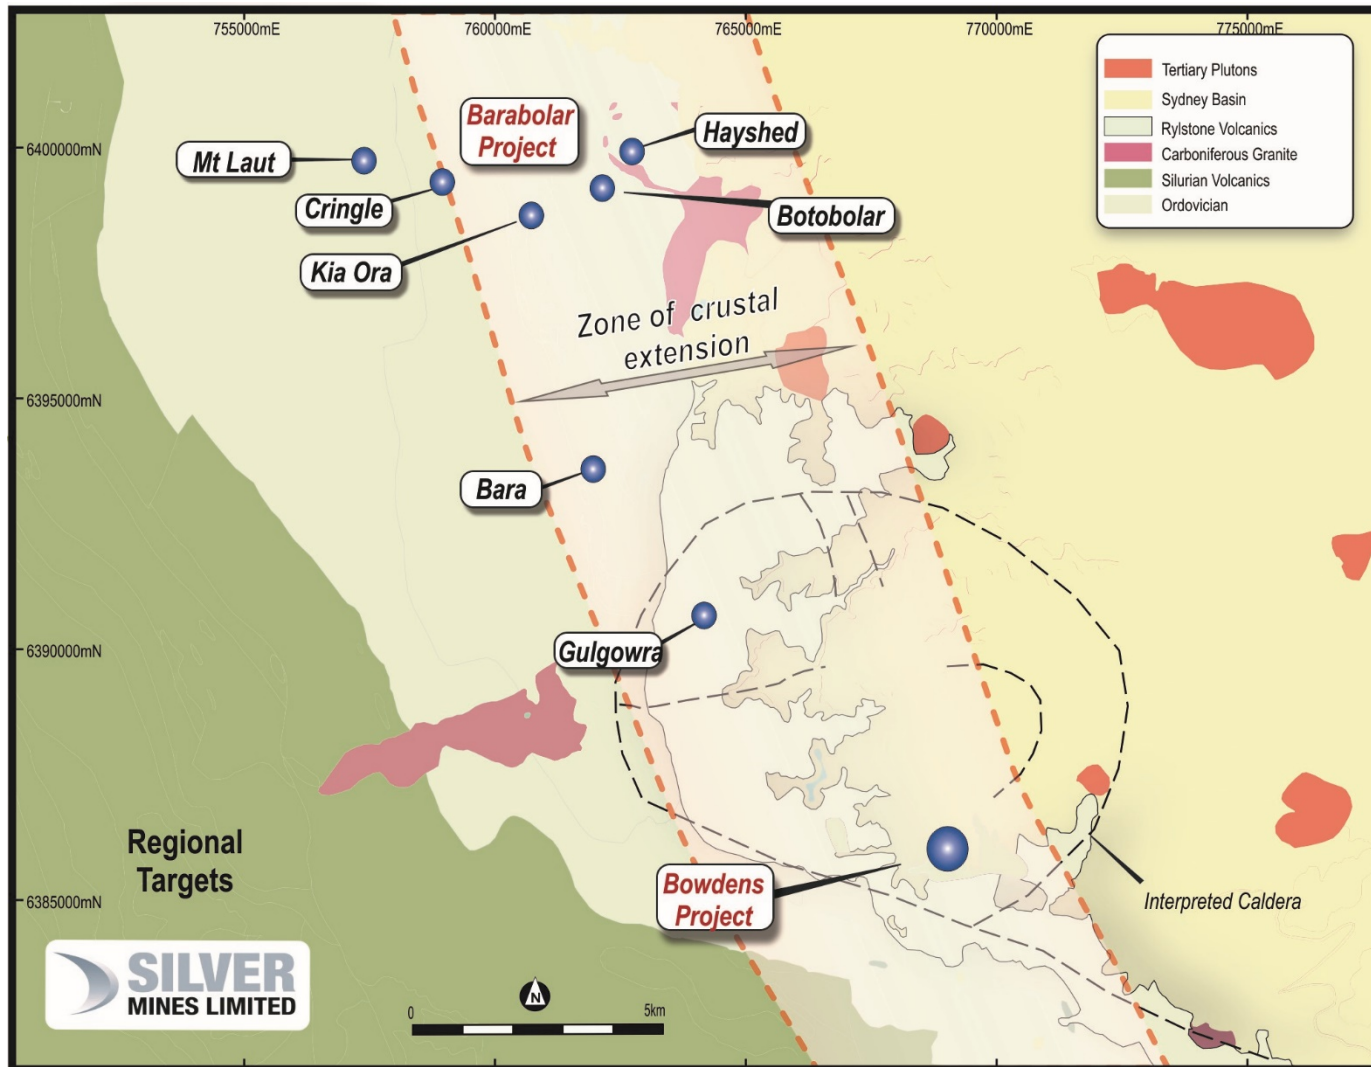 755000mE
760000mE
765000mE
770000mE
775000mE
Tertiary Plutons
Sydney Basin
Rylstone Volcanics
Carboniferous Granite
Silurian Volcanics
Ordovician
6400000mN
6395000mN
6390000mN
6385000mN
Barabolar
Project
Hayshed
Mt Laut
Cringle
Botobolar
Kia Ora
Zone of crustal
extension
Bara
Gulgowra
Regional
Targets
Bowdens
Project
Interpreted Caldera
SILVER
MINES LIMITED
N
0
5km